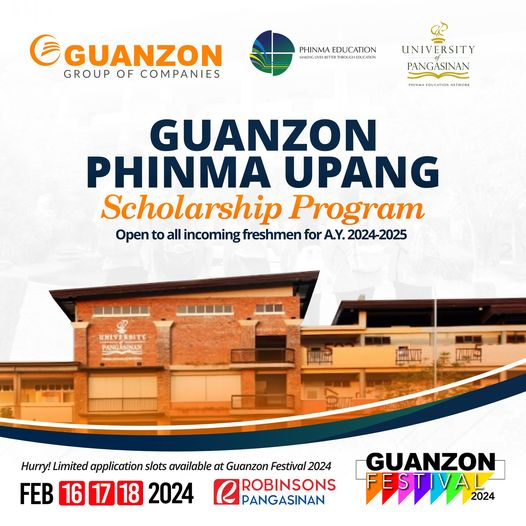 GUANZON
GROUP OF COMPANIES
PHINMA EDUCATION
MAKING LIVES BETTER THROUGH EDUCATION
UNIVERSITY
of
PANGASINAN
PHINMA EDUCATION NETWORK
GUANZON
PHINMA UPANG
Scholarship Program
Open to all incoming freshmen for A.Y. 2024-2025
UNIVERSITY
of
PANGASINAN
Hurry! Limited application slots available at Guanzon Festival 2024
FEB 16 17 18 2024
ROBINSONS
PANGASINAN
GUANZON
FESTIVAL
2024